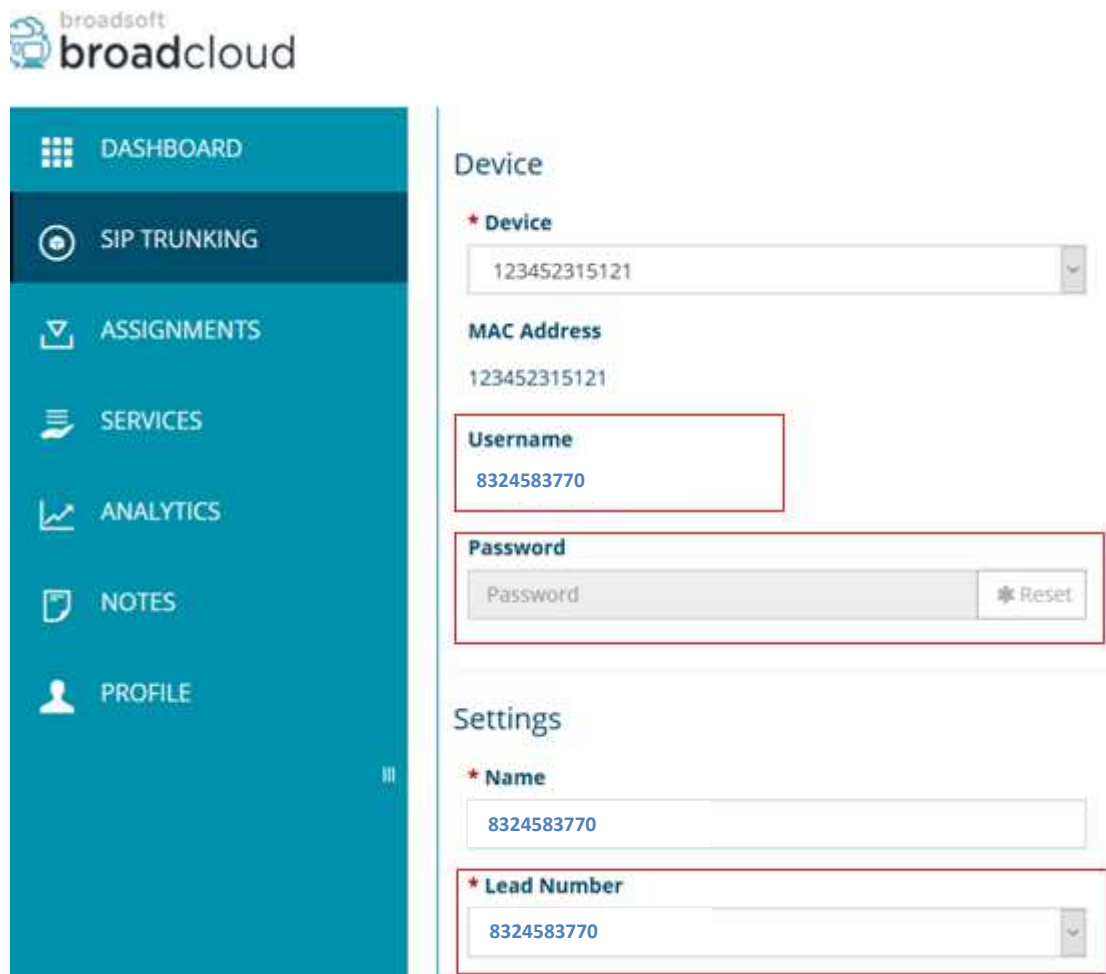 broadsoft
broadcloud
DASHBOARD
SIP TRUNKING
ASSIGNMENTS
SERVICES
ANALYTICS
NOTES
PROFILE
Device
* Device
123452315121
MAC Address
123452315121
Username
8324583770
Password
Password
✱ Reset
Settings
* Name
8324583770
* Lead Number
8324583770